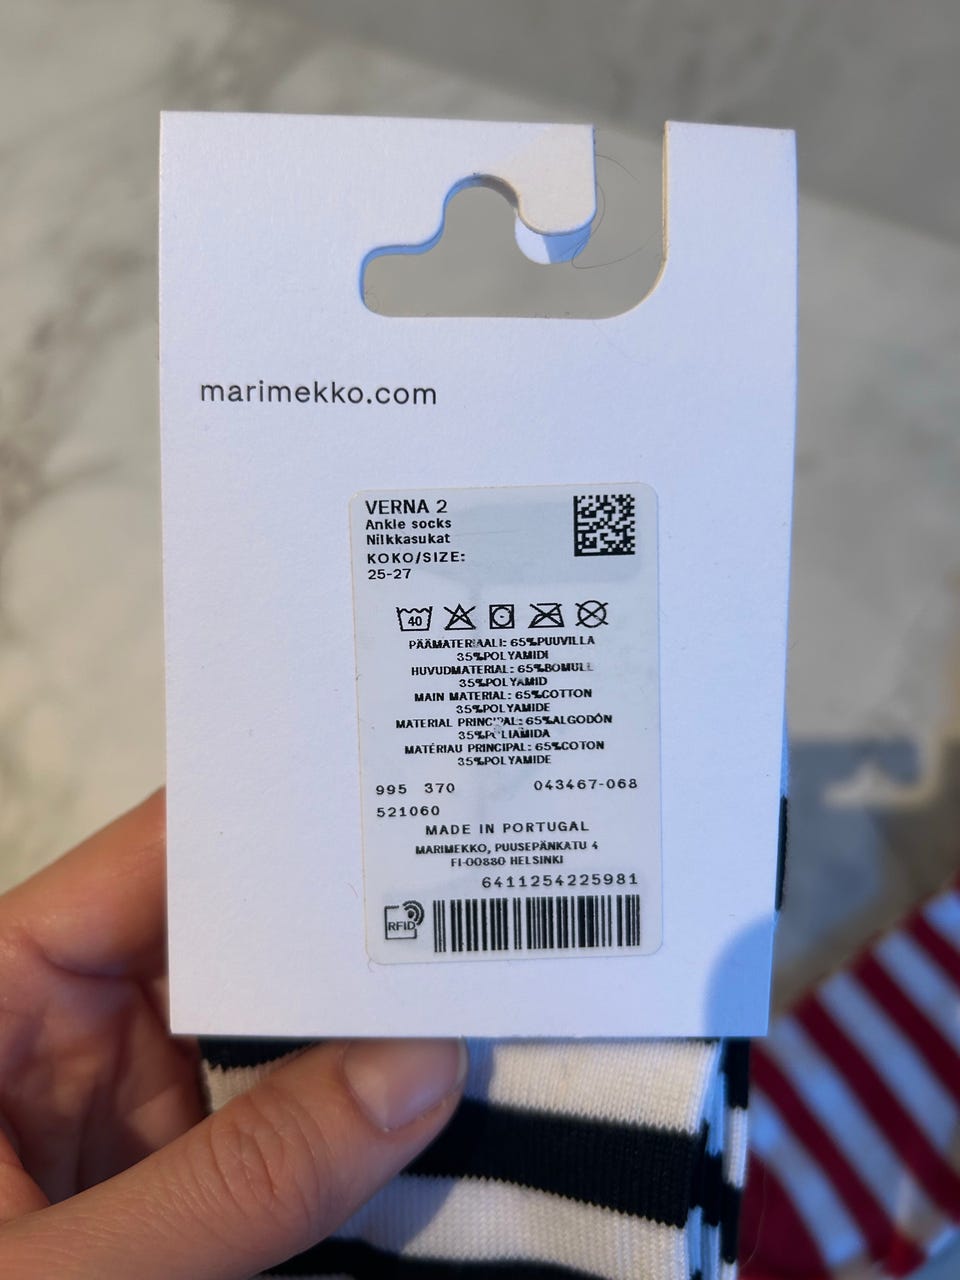 marimekko.com
VERNA 2
Ankle socks
Nilkkasukat
KOKO/SIZE:
25-27
40
PÄÄMATERIAALI: 65%PUUVILLA
35%POLYAMIDI
HUVUDMATERIAL: 65%BOMULL
35%POLYAMID
MAIN MATERIAL: 65%COTTON
35%POLYAMIDE
MATERIAL PRINCIPAL: 65%ALGODÓN
35%POLIAMIDA
MATÉRIAU PRINCIPAL: 65%COTON
35%POLYAMIDE
995 370 043467-068
521060
MADE IN PORTUGAL
MARIMEKKO, PUUSEPÄNKATU 4
FI-00880 HELSINKI
6411254225981
RFID